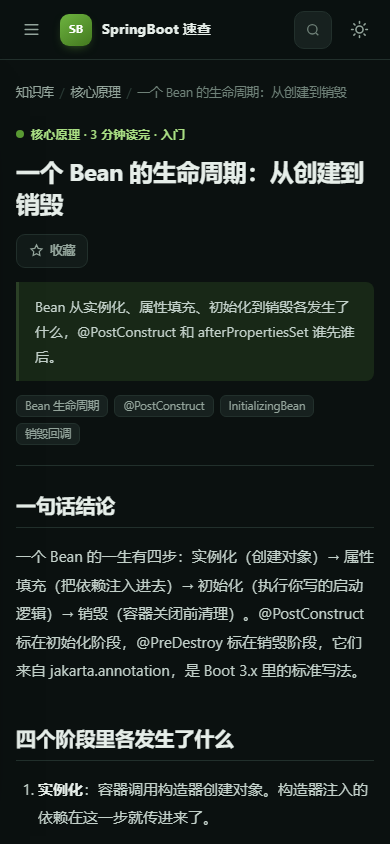 SB SpringBoot 速查
知识库 / 核心原理 / 一个 Bean 的生命周期：从创建到销毁
核心原理 · 3 分钟读完 · 入门
一个 Bean 的生命周期：从创建到
销毁
收藏
Bean 从实例化、属性填充、初始化到销毁各发生了
什么，@PostConstruct 和 afterPropertiesSet 谁先谁
后。
Bean 生命周期 @PostConstruct InitializingBean
销毁回调
一句话结论
一个 Bean 的一生有四步：实例化（创建对象）→ 属性
填充（把依赖注入进去）→ 初始化（执行你写的启动
逻辑）→ 销毁（容器关闭前清理）。@PostConstruct
标在初始化阶段，@PreDestroy 标在销毁阶段，它们
来自 jakarta.annotation，是 Boot 3.x 里的标准写法。
四个阶段里各发生了什么
1. 实例化：容器调用构造器创建对象。构造器注入的
依赖在这一步就传进来了。